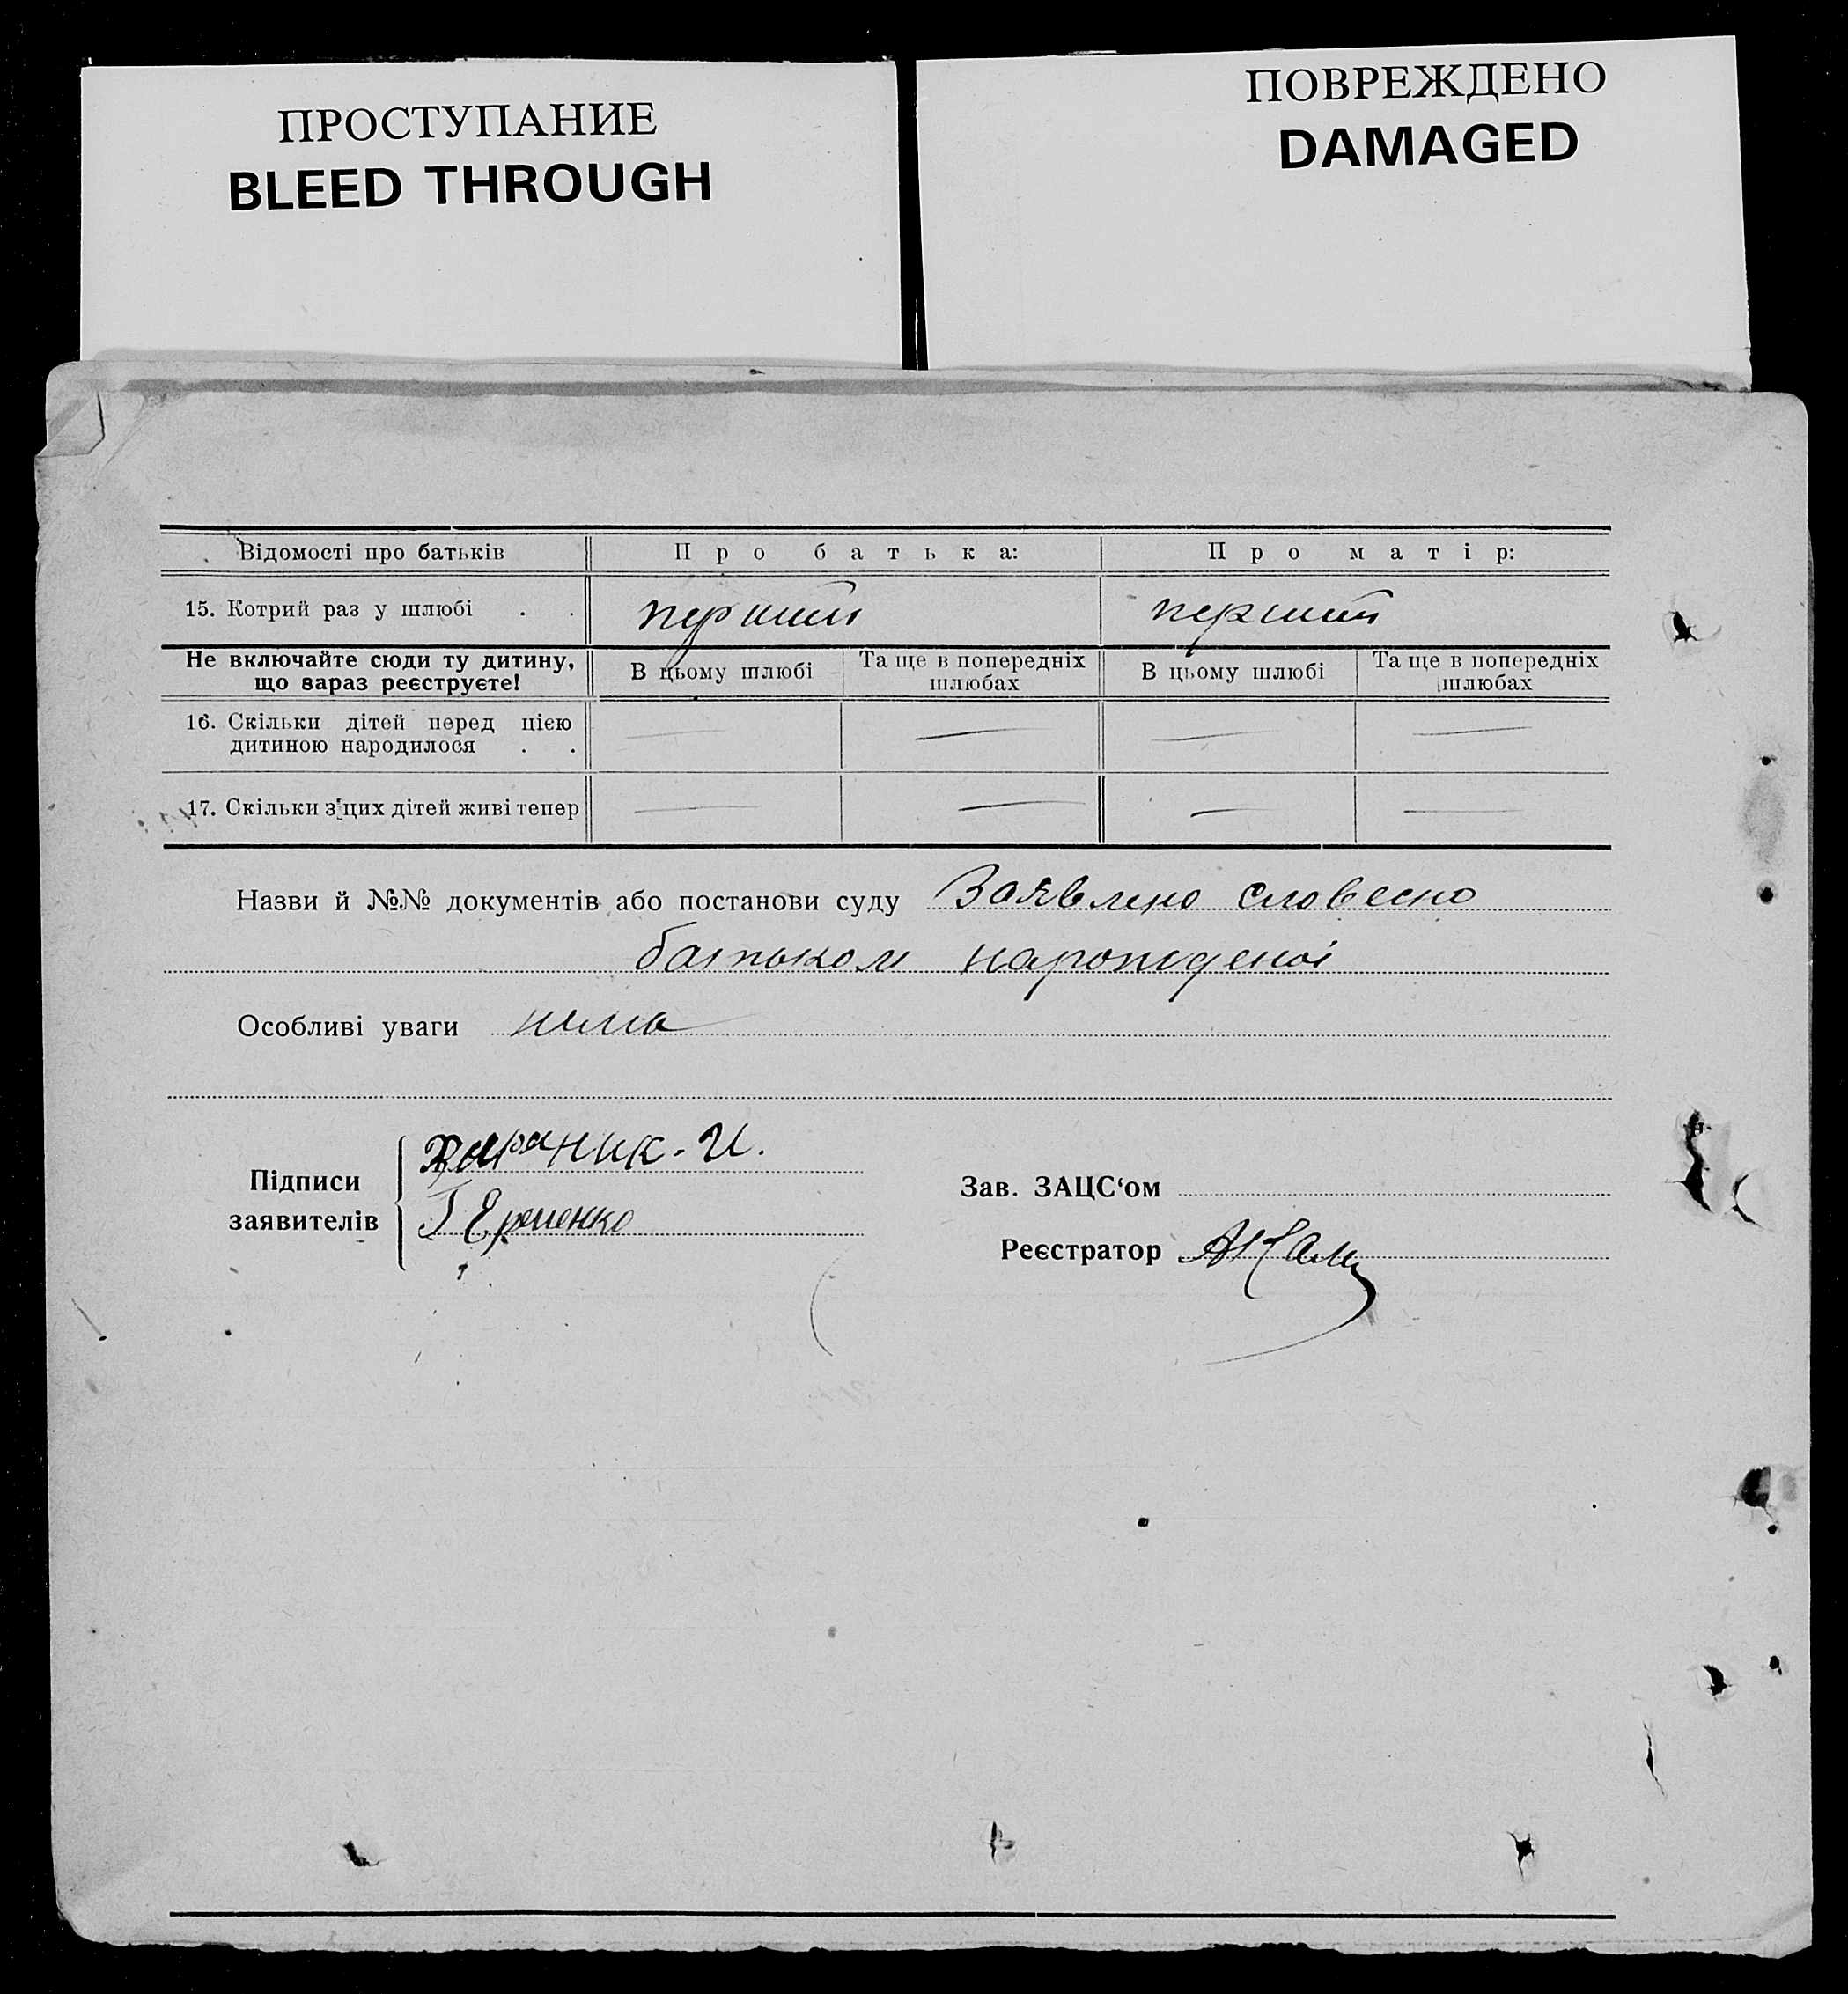 ПРОСТУПАНИЕ
BLEED THROUGH
ПОВРЕЖДЕНО
DAMAGED
Відомості про батьків
Про батька:
Про матір:
15. Котрий раз у шлюбі . .
перший
перший
Не включайте сюди ту дитину,
що зараз реєструєте!
В цьому шлюбі
Та ще в попередніх
шлюбах
В цьому шлюбі
Та ще в попередніх
шлюбах
16. Скільки дітей перед цією
дитиною народилося . .
— — — —
17. Скільки з цих дітей живі тепер
— — — —
Назви й №№ документів або постанови суду Заявлено словесно
батьком народженої
Особливі уваги нема
Підписи
заявителів
И.
Г Еременко
Зав. ЗАЦС‘ом
Реєстратор